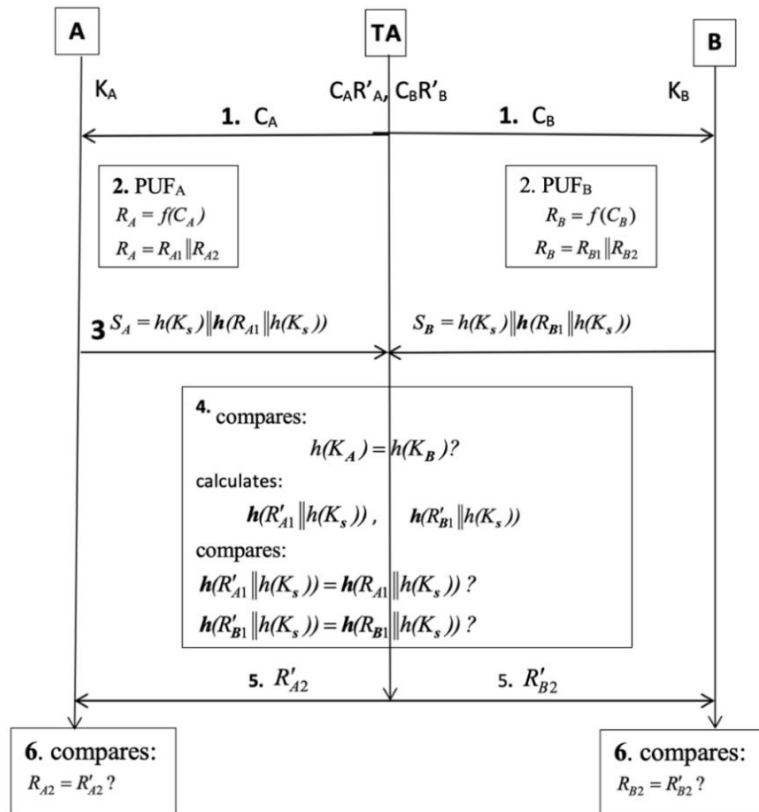 A TA B
K_A C_AR'_A, C_BR'_B K_B
1. C_A 1. C_B
2. PUF_A
R_A = f(C_A)
R_A = R_A1||R_A2
2. PUF_B
R_B = f(C_B)
R_B = R_B1||R_B2
3 S_A = h(K_s)||h(R_A1||h(K_s)) S_B = h(K_s)||h(R_B1||h(K_s))
4. compares:
h(K_A) = h(K_B)?
calculates:
h(R'_A1||h(K_s)), h(R'_B1||h(K_s))
compares:
h(R'_A1||h(K_s)) = h(R_A1||h(K_s)) ?
h(R'_B1||h(K_s)) = h(R_B1||h(K_s)) ?
5. R'_A2 5. R'_B2
6. compares:
R_A2 = R'_A2 ?
6. compares:
R_B2 = R'_B2 ?